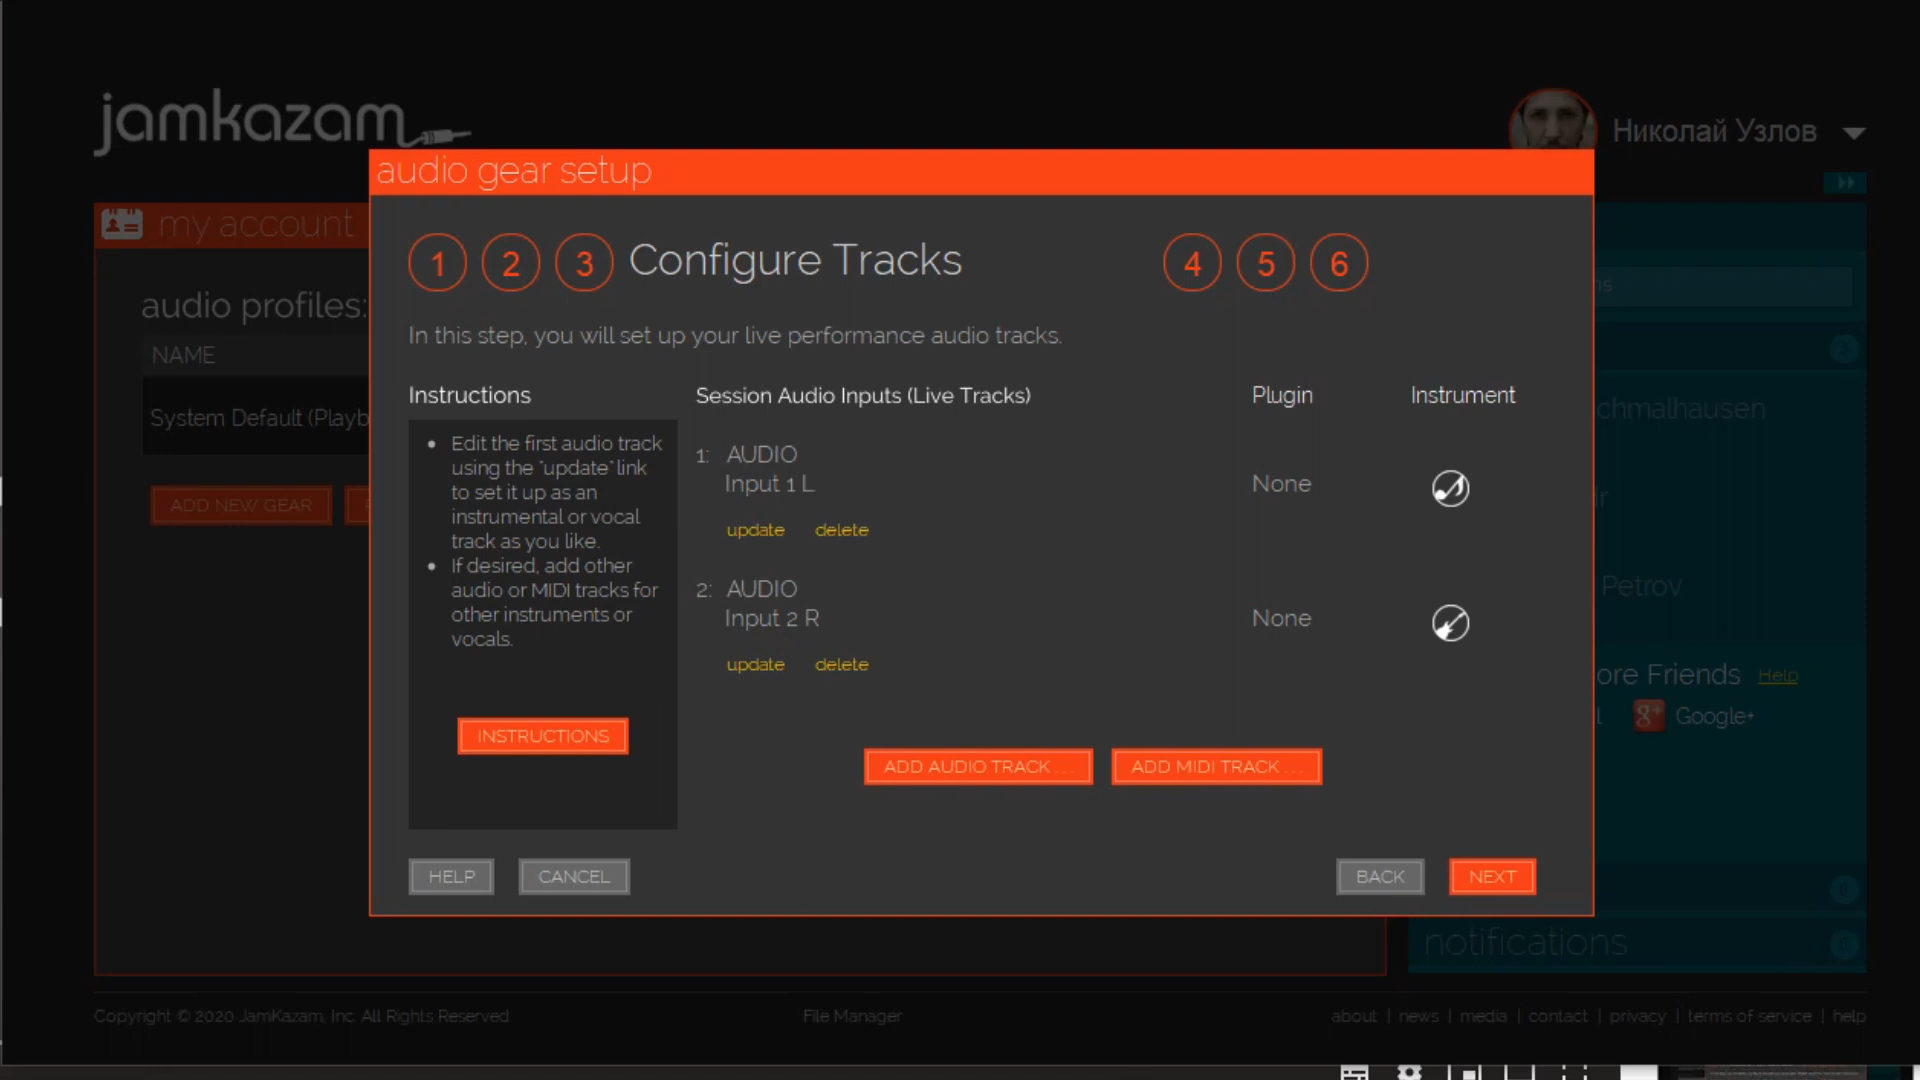 jamkazam
Николай Узлов
audio gear setup
my account
1 2 3 Configure Tracks 4 5 6
audio profiles:
In this step, you will set up your live performance audio tracks.
NAME
Instructions
Session Audio Inputs (Live Tracks)
Plugin
Instrument
System Default (Playb
• Edit the first audio track
using the "update" link
to set it up as an
instrumental or vocal
track as you like.
• If desired, add other
audio or MIDI tracks for
other instruments or
vocals.
1: AUDIO
Input 1 L
None
update delete
2: AUDIO
Input 2 R
None
update delete
ADD NEW GEAR
INSTRUCTIONS
ADD AUDIO TRACK . . .
ADD MIDI TRACK . . .
HELP
CANCEL
BACK
NEXT
chmalhausen
Petrov
ore Friends Help
Google+
notifications
Copyright © 2020 JamKazam, Inc. All Rights Reserved
File Manager
about | news | media | contact | privacy | terms of service | help